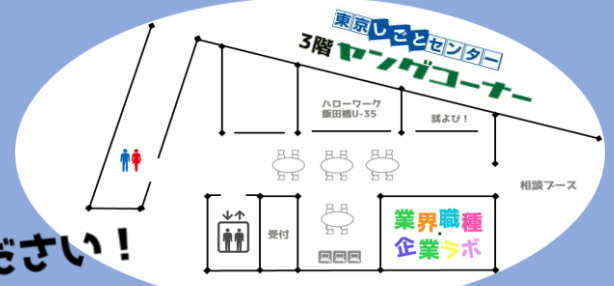 東京しごとセンター
3階 ヤングコーナー
ハローワーク
飯田橋U-35
就よび！
相談ブース
受付
業界・職種
企業ラボ
ださい！